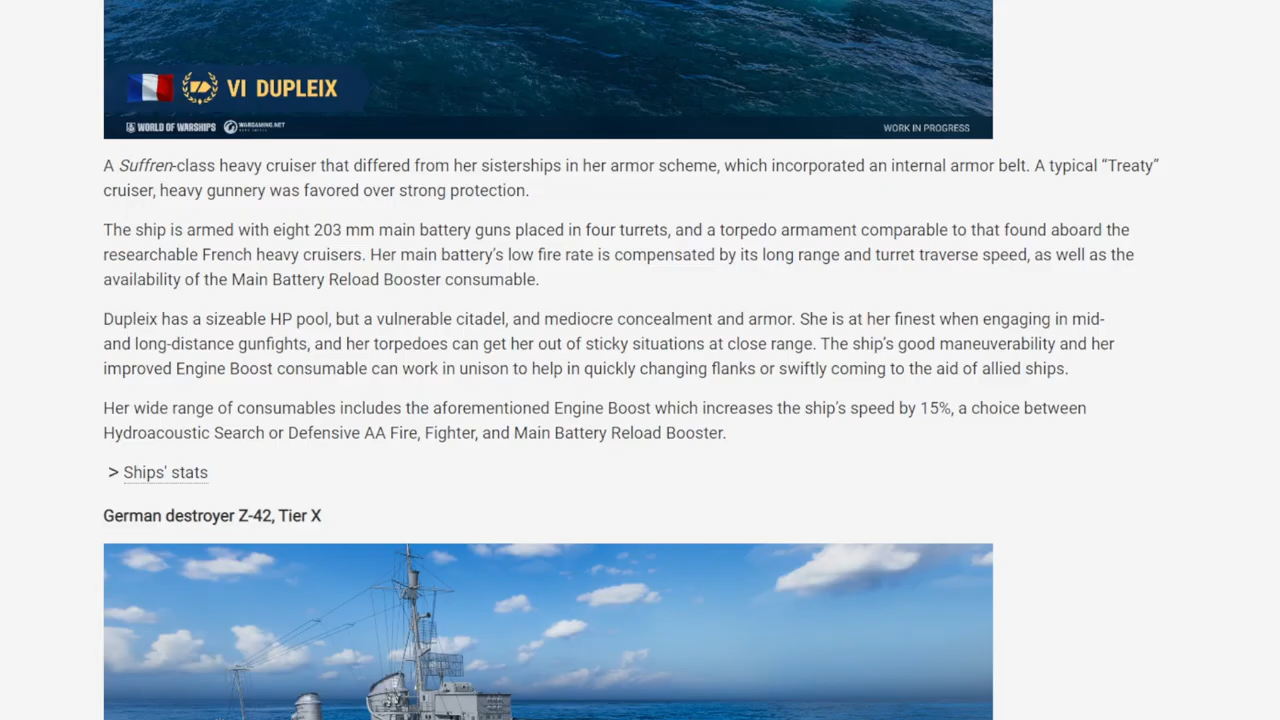 VI DUPLEIX
WORLD OF WARSHIPS WARGAMING.NET
WORK IN PROGRESS
A Suffren-class heavy cruiser that differed from her sisterships in her armor scheme, which incorporated an internal armor belt. A typical “Treaty”
cruiser, heavy gunnery was favored over strong protection.
The ship is armed with eight 203 mm main battery guns placed in four turrets, and a torpedo armament comparable to that found aboard the
researchable French heavy cruisers. Her main battery’s low fire rate is compensated by its long range and turret traverse speed, as well as the
availability of the Main Battery Reload Booster consumable.
Dupleix has a sizeable HP pool, but a vulnerable citadel, and mediocre concealment and armor. She is at her finest when engaging in mid-
and long-distance gunfights, and her torpedoes can get her out of sticky situations at close range. The ship’s good maneuverability and her
improved Engine Boost consumable can work in unison to help in quickly changing flanks or swiftly coming to the aid of allied ships.
Her wide range of consumables includes the aforementioned Engine Boost which increases the ship’s speed by 15%, a choice between
Hydroacoustic Search or Defensive AA Fire, Fighter, and Main Battery Reload Booster.
> Ships' stats
German destroyer Z-42, Tier X